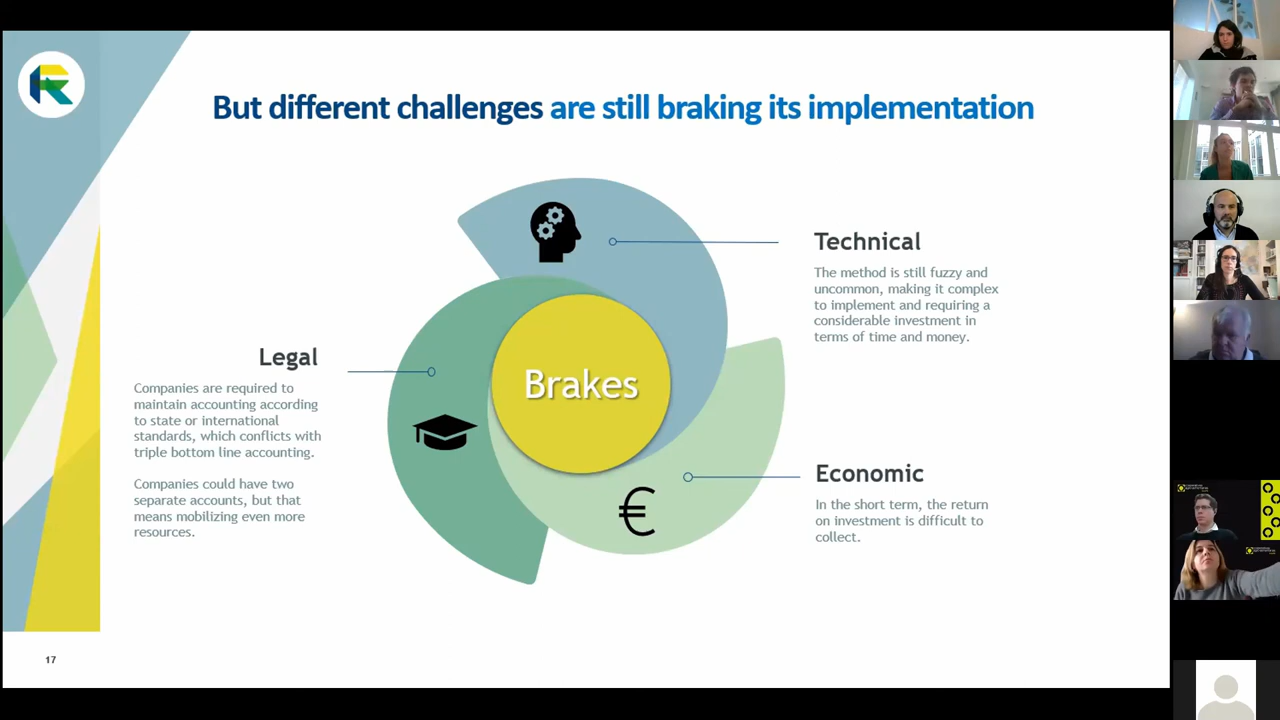 But different challenges are still braking its implementation
Technical
The method is still fuzzy and
uncommon, making it complex
to implement and requiring a
considerable investment in
terms of time and money.
Legal
Companies are required to
maintain accounting according
to state or international
standards, which conflicts with
triple bottom line accounting.
Companies could have two
separate accounts, but that
means mobilizing even more
resources.
Brakes
Economic
In the short term, the return
on investment is difficult to
collect.
€
17